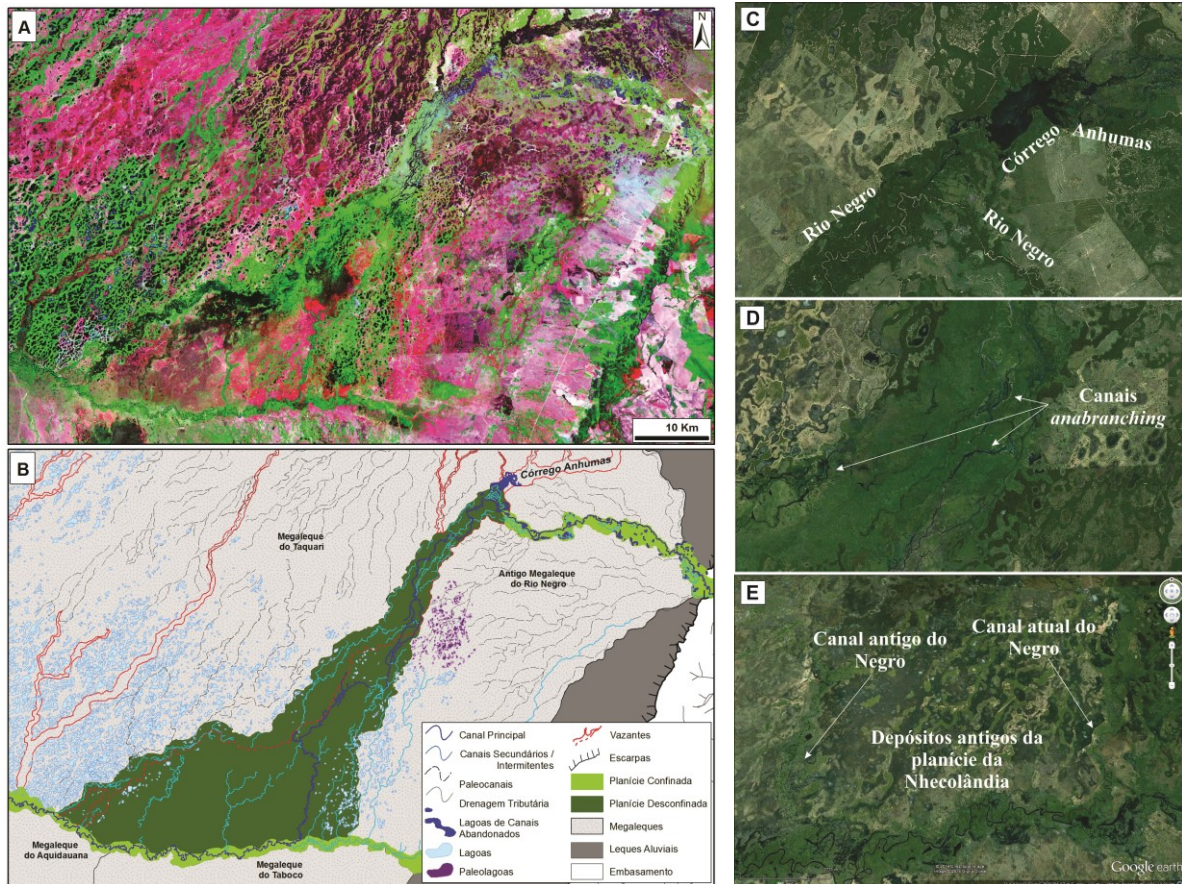 A
N
10 Km
B
Córrego Anhumas
Megaleque
do Taquari
Antigo Megaleque
do Rio Negro
Megaleque
do Aquidauana
Megaleque
do Taboco
Canal Principal
Canais Secundários /
Intermitentes
Paleocanais
Drenagem Tributária
Lagoas de Canais
Abandonados
Lagoas
Paleolagoas
Vazantes
Escarpas
Planície Confinada
Planície Desconfinada
Megaleques
Leques Aluviais
Embasamento
C
Rio Negro
Córrego Anhumas
Rio Negro
D
Canais
anabranching
E
Canal antigo do
Negro
Canal atual do
Negro
Depósitos antigos da
planície da
Nhecolândia
Google earth